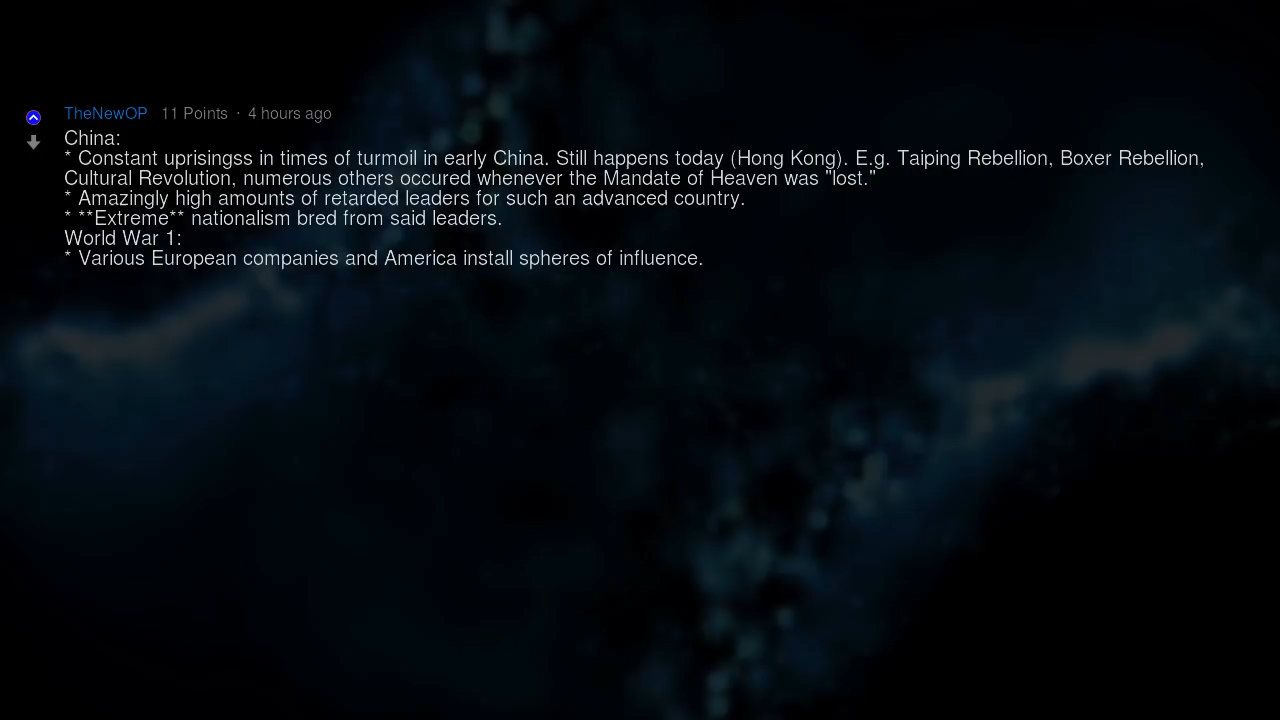 TheNewOP 11 Points · 4 hours ago
China:
* Constant uprisingss in times of turmoil in early China. Still happens today (Hong Kong). E.g. Taiping Rebellion, Boxer Rebellion,
Cultural Revolution, numerous others occured whenever the Mandate of Heaven was "lost."
* Amazingly high amounts of retarded leaders for such an advanced country.
* **Extreme** nationalism bred from said leaders.
World War 1:
* Various European companies and America install spheres of influence.